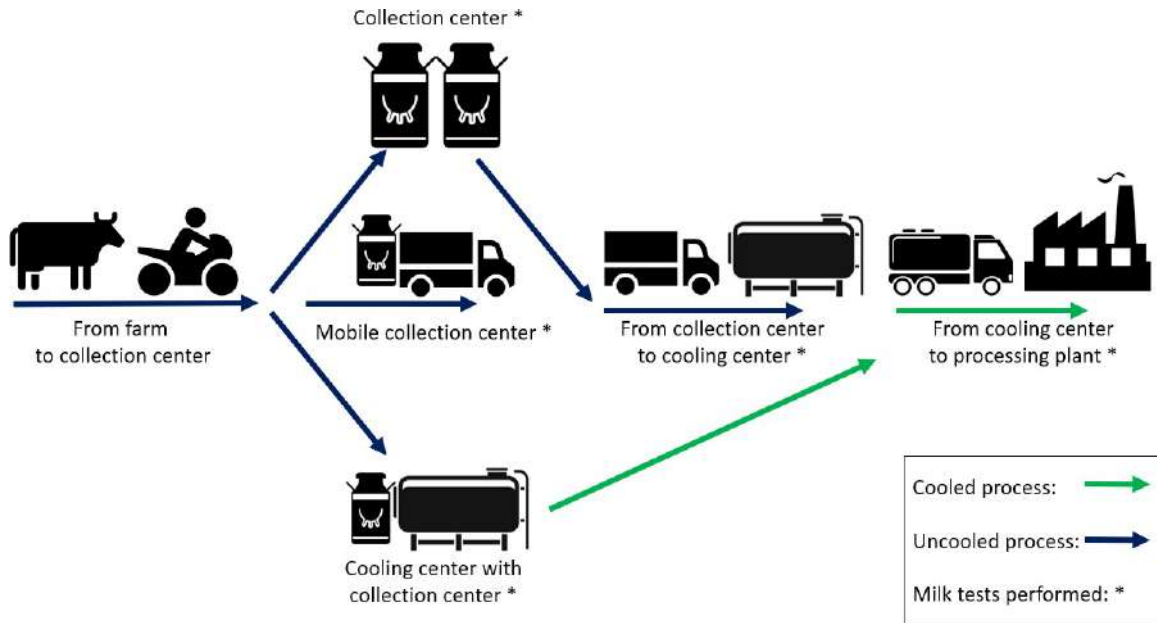 Collection center *
From farm
to collection center
Mobile collection center *
From collection center
to cooling center *
From cooling center
to processing plant *
Cooling center with
collection center *
Cooled process:
Uncooled process:
Milk tests performed: *